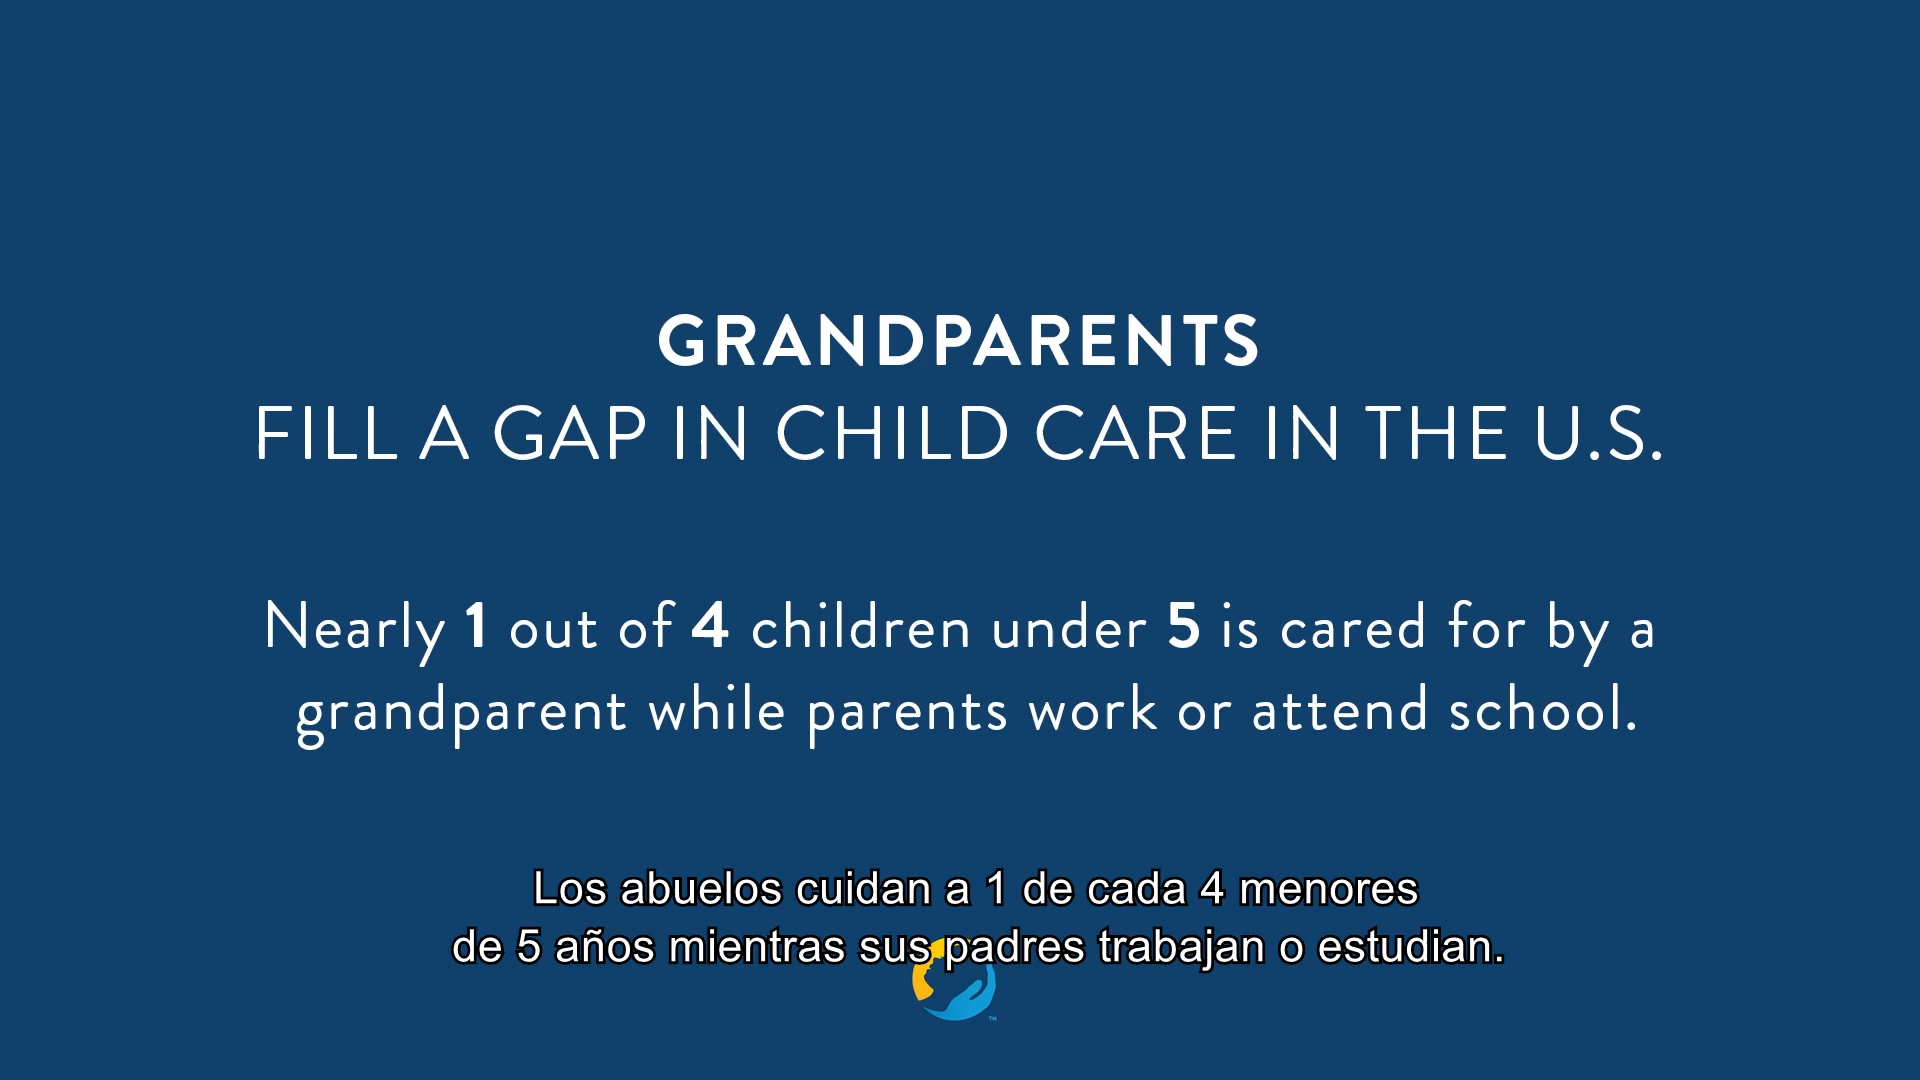 GRANDPARENTS
FILL A GAP IN CHILD CARE IN THE U.S.
Nearly 1 out of 4 children under 5 is cared for by a
grandparent while parents work or attend school.
Los abuelos cuidan a 1 de cada 4 menores
de 5 años mientras sus padres trabajan o estudian.
TM